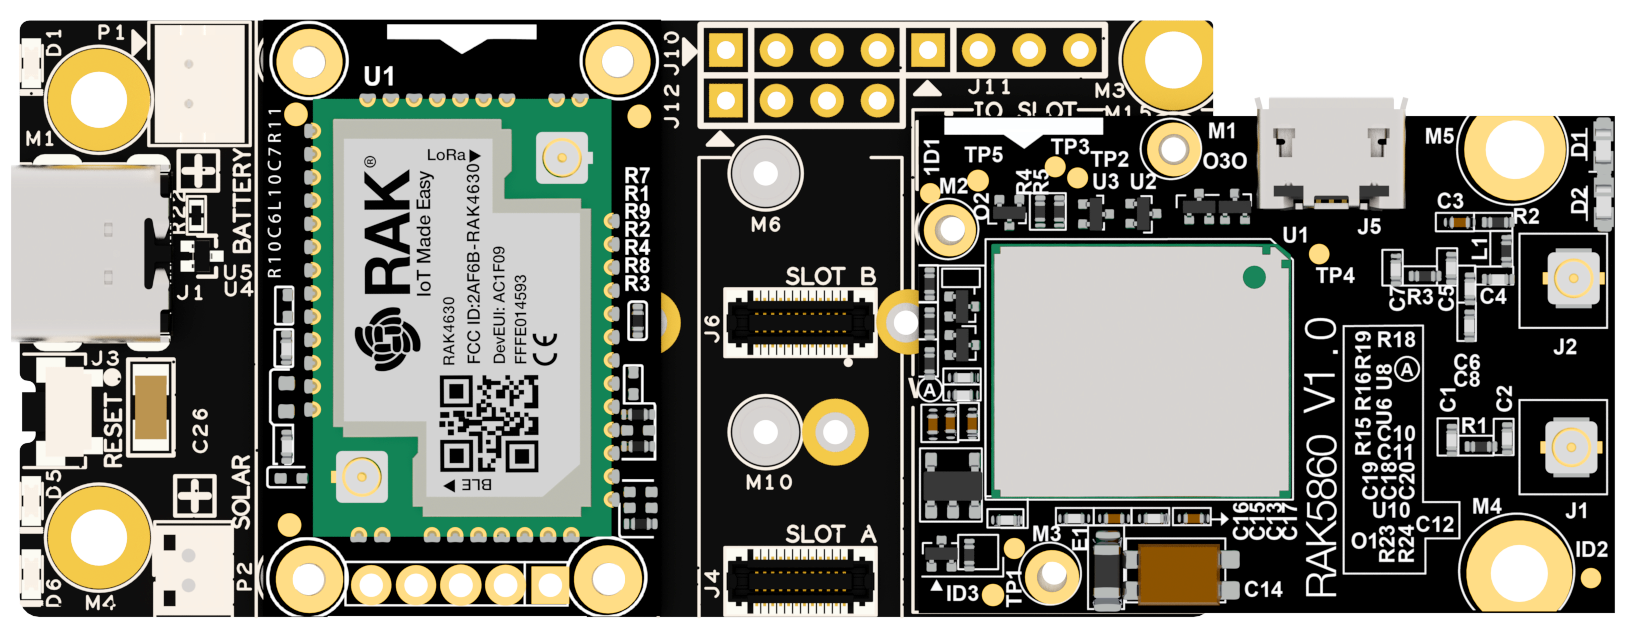 D1
P1
M1
R22
BATTERY
U5
U4
J1
J3
RESET
C26
D5
SOLAR
D6
M4
P2
U1
R10C6L10C7R11
LoRa
RAK®
IoT Made Easy
RAK4630
FCC ID:2AF6B-RAK4630
DevEUI: AC1F09
FFFE014593
CE
BLE
R7
R1
R9
R2
R4
R8
R3
J10
J12
J11
M3
IO SLOT
M6
SLOT B
J6
M10
SLOT A
J4
1D1
TP5
M2
O2
R4
R5
TP3
TP2
U3
U2
M1
O3O
U1
TP4
J5
M5
D1
D2
C3
R2
L1
C7
R3
C5
C4
J2
C6
C8
C1
R1
C2
J1
A
RAK5860 V1.0
R18
A
R15 R16R19
U6 U8
C10
C11
C19
C18
C20
U10
C12
O1
R23
R24
M4
ID2
C16
C15
C13
C17
E1
M3
C14
ID3
TP1